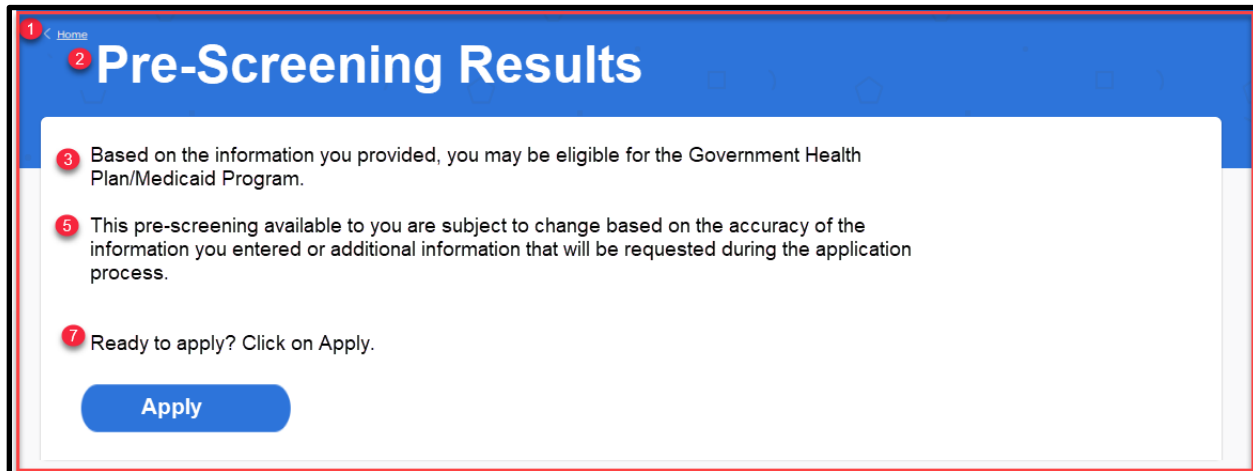 1 < Home
2 Pre-Screening Results
3 Based on the information you provided, you may be eligible for the Government Health
Plan/Medicaid Program.
5 This pre-screening available to you are subject to change based on the accuracy of the
information you entered or additional information that will be requested during the application
process.
7 Ready to apply? Click on Apply.
Apply